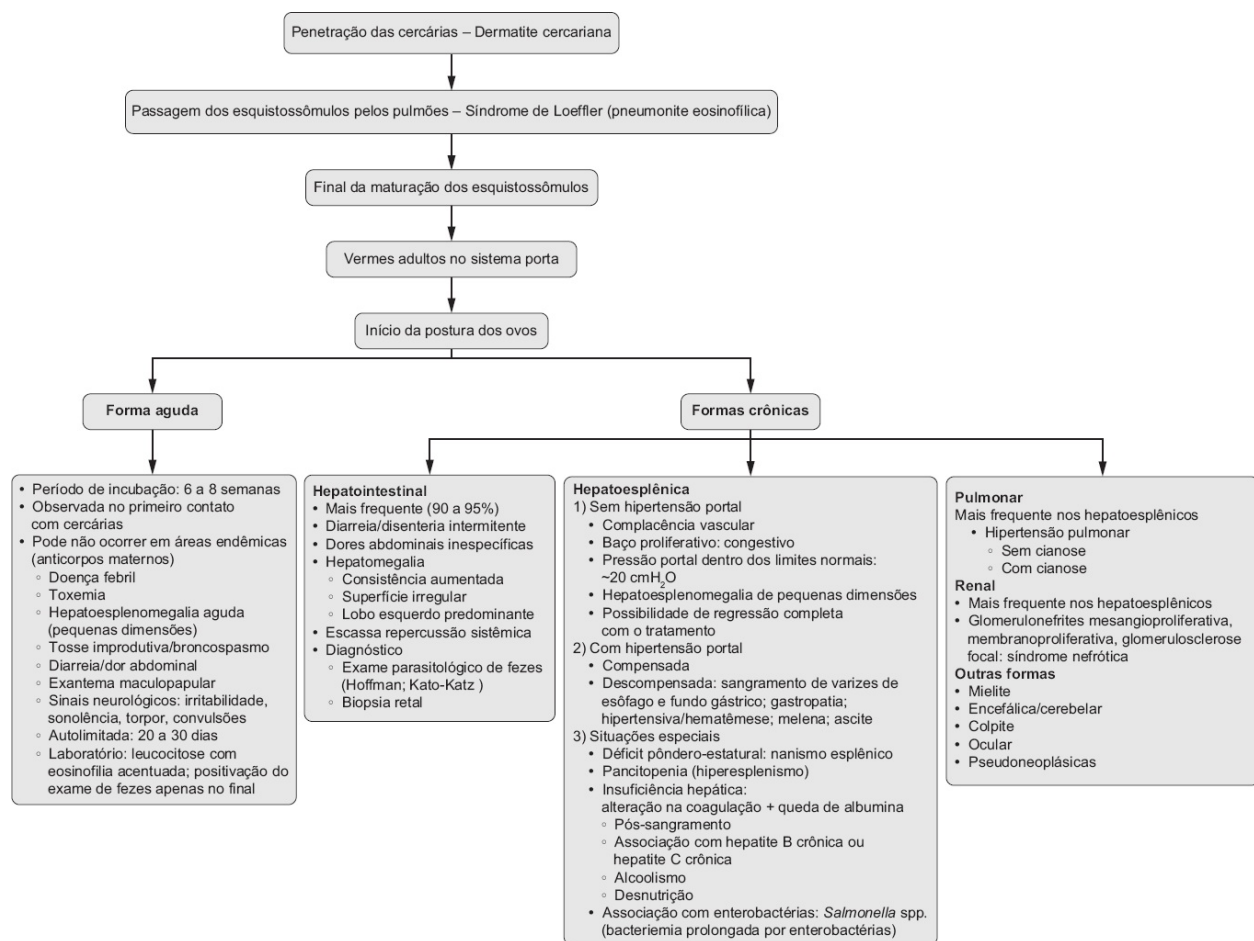 Penetração das cercárias – Dermatite cercariana
Passagem dos esquistossômulos pelos pulmões – Síndrome de Loeffler (pneumonite eosinofílica)
Final da maturação dos esquistossômulos
Vermes adultos no sistema porta
Início da postura dos ovos
Forma aguda
Formas crônicas
• Período de incubação: 6 a 8 semanas
• Observada no primeiro contato
com cercárias
• Pode não ocorrer em áreas endêmicas
(anticorpos maternos)
◦ Doença febril
◦ Toxemia
◦ Hepatoesplenomegalia aguda
(pequenas dimensões)
◦ Tosse improdutiva/broncospasmo
◦ Diarreia/dor abdominal
◦ Exantema maculopapular
◦ Sinais neurológicos: irritabilidade,
sonolência, torpor, convulsões
◦ Autolimitada: 20 a 30 dias
◦ Laboratório: leucocitose com
eosinofilia acentuada; positivação do
exame de fezes apenas no final
Hepatointestinal
• Mais frequente (90 a 95%)
• Diarreia/disenteria intermitente
• Dores abdominais inespecíficas
• Hepatomegalia
◦ Consistência aumentada
◦ Superfície irregular
◦ Lobo esquerdo predominante
• Escassa repercussão sistêmica
• Diagnóstico
◦ Exame parasitológico de fezes
(Hoffman; Kato-Katz )
◦ Biopsia retal
Hepatoesplênica
1) Sem hipertensão portal
• Complacência vascular
• Baço proliferativo: congestivo
• Pressão portal dentro dos limites normais:
~20 cmH₂O
• Hepatoesplenomegalia de pequenas dimensões
• Possibilidade de regressão completa
com o tratamento
2) Com hipertensão portal
• Compensada
• Descompensada: sangramento de varizes de
esôfago e fundo gástrico; gastropatia;
hipertensiva/hematêmese; melena; ascite
3) Situações especiais
• Déficit pôndero-estatural: nanismo esplênico
• Pancitopenia (hiperesplenismo)
• Insuficiência hepática:
alteração na coagulação + queda de albumina
◦ Pós-sangramento
◦ Associação com hepatite B crônica ou
hepatite C crônica
◦ Alcoolismo
◦ Desnutrição
• Associação com enterobactérias: Salmonella spp.
(bacteriemia prolongada por enterobactérias)
Pulmonar
Mais frequente nos hepatoesplênicos
• Hipertensão pulmonar
◦ Sem cianose
◦ Com cianose
Renal
• Mais frequente nos hepatoesplênicos
• Glomerulonefrites mesangioproliferativa,
membranoproliferativa, glomerulosclerose
focal: síndrome nefrótica
Outras formas
• Mielite
• Encefálica/cerebelar
• Colpite
• Ocular
• Pseudoneoplásicas